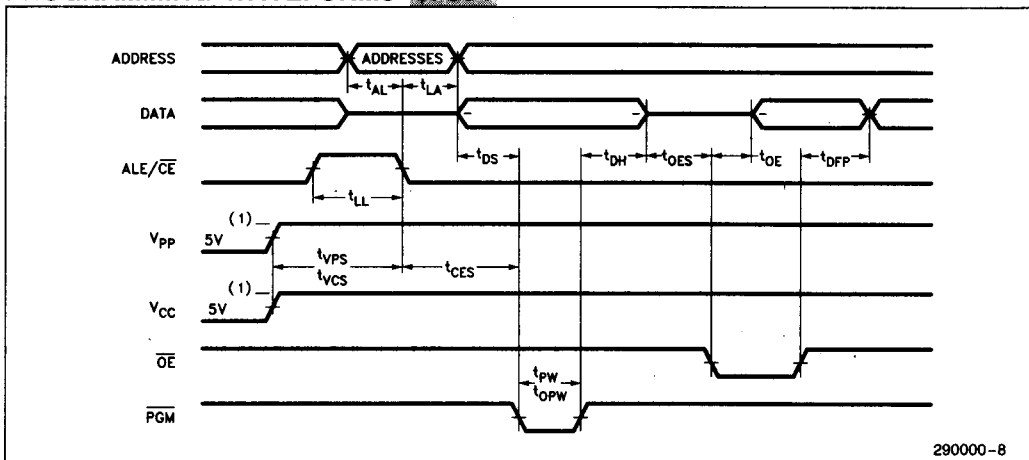 ADDRESS ADDRESSES
tAL tLA
DATA
tDS tDH tOES tOE tDFP
ALE/CE
tLL
(1)
VPP 5V
tVPS
tVCS tCES
(1)
VCC 5V
OE
tPW
tOPW
PGM
290000-8